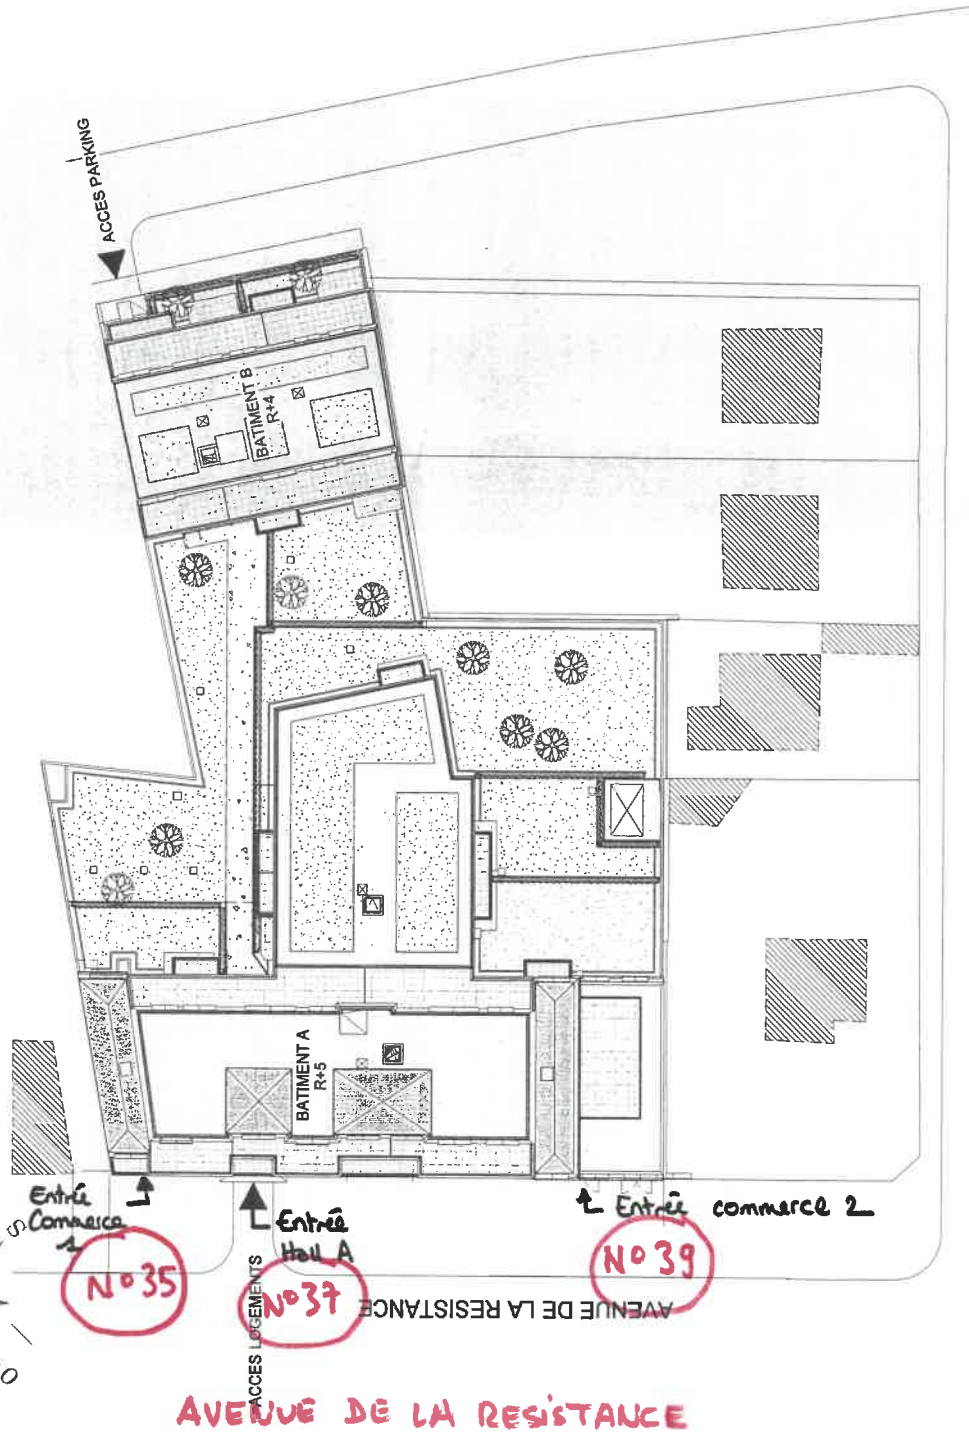 ACCES PARKING
BATIMENT B
R+4
BATIMENT A
R+5
Entrée
Commerce
1
Entrée
Hall A
Entrée commerce 2
N°35
N°37
N°39
ACCES LOGEMENTS
AVENUE DE LA RESISTANCE
AVENUE DE LA RESISTANCE